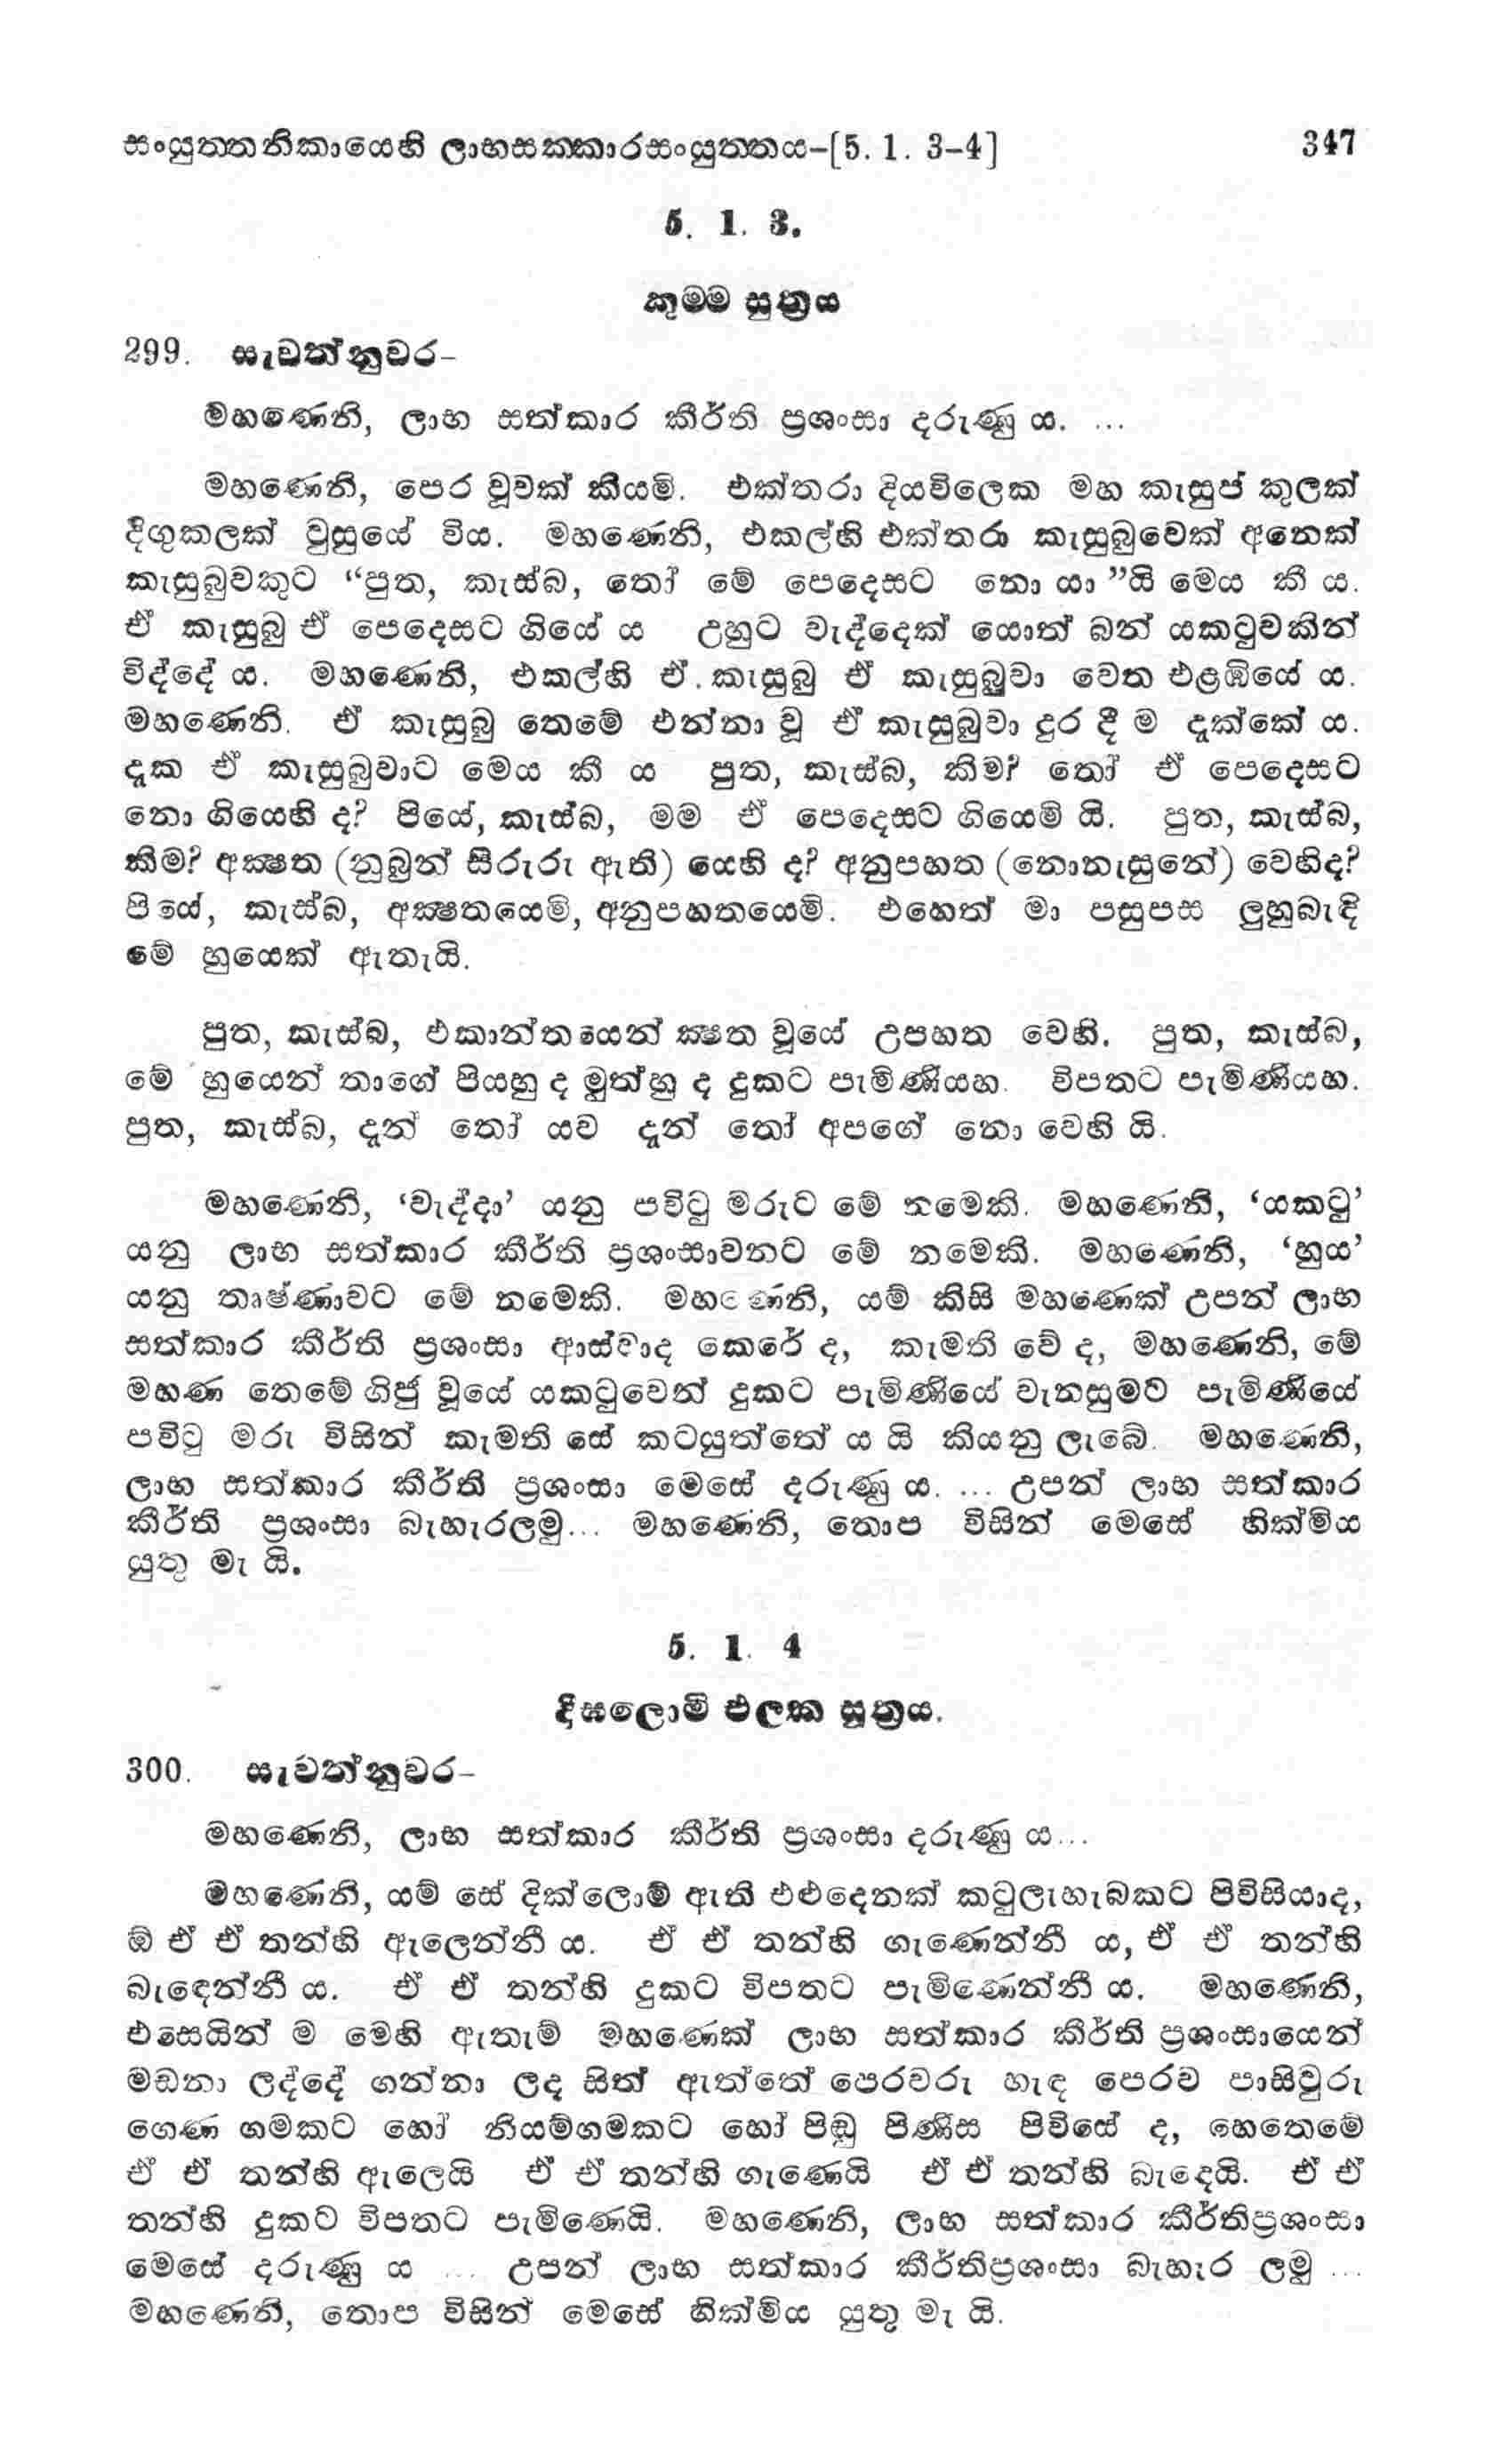 සංයුත්තනිකායෙහි ලාභසක්කාරසංයුත්තය–[5. 1. 3–4] 347
5. 1. 3.
කුම්ම සුත්‍රය
299. සැවැත්නුවර–
මහණෙනි, ලාභ සත්කාර කීර්ති ප්‍රශංසා දරුණු ය. ...
මහණෙනි, පෙර වූවක් කියමි. එක්තරා දියවිලෙක මහ කැසුප් කුලක්
දිගුකලක් වුසුයේ විය. මහණෙනි, එකල්හි එක්තරා කැසුබුවෙක් අනෙක්
කැසුබුවකුට “පුත, කැස්බ, තෝ මේ පෙදෙසට නො යා”යි මෙය කී ය.
ඒ කැසුබු ඒ පෙදෙසට ගියේ ය උහුට වැද්දෙක් යොත් බන් යකටුවකින්
විද්දේ ය. මහණෙනි, එකල්හි ඒ. කැසුබු ඒ කැසුබුවා වෙත එළඹියේ ය.
මහණෙනි. ඒ කැසුබු තෙමේ එන්නා වූ ඒ කැසුබුවා දුර දී ම දූක්කේ ය.
දූක ඒ කැසුබුවාට මෙය කී ය පුත, කැස්බ, කිම? තෝ ඒ පෙදෙසට
නො ගියෙහි ද? පියේ, කැස්බ, මම ඒ පෙදෙසට ගියෙමි යි. පුත, කැස්බ,
කිම? අක්‍ෂත (නුබුන් සිරුරු ඇති) යෙහි ද? අනුපහත (නොනැසුනේ) වෙහිද?
පියේ, කැස්බ, අක්‍ෂතයෙමි, අනුපහතයෙමි. එහෙත් මා පසුපස ලුහුබැඳි
මේ හුයෙක් ඇතැයි.
පුත, කැස්බ, එකාන්තයෙන් ක්‍ෂත වූයේ උපහත වෙහි. පුත, කැස්බ,
මේ හුයෙන් තාගේ පියහු ද මුත්හු ද දුකට පැමිණියහ. විපතට පැමිණියහ.
පුත, කැස්බ, දූන් තෝ යව දූන් තෝ අපගේ නො වෙහි යි.
මහණෙනි, ‘වැද්දා’ යනු පවිටු මරුට මේ නමෙකි. මහණෙනි, ‘යකටු’
යනු ලාභ සත්කාර කීර්ති ප්‍රශංසාවනට මේ නමෙකි. මහණෙනි, ‘හුය’
යනු තෘෂ්ණාවට මේ නමෙකි. මහණෙනි, යම් කිසි මහණෙක් උපන් ලාභ
සත්කාර කීර්ති ප්‍රශංසා ආස්වාද කෙරේ ද, කැමති වේ ද, මහණෙනි, මේ
මහණ තෙමේ ගිජු වූයේ යකටුවෙන් දුකට පැමිණියේ වැනසුමට පැමිණියේ
පවිටු මරු විසින් කැමති සේ කටයුත්තේ ය යි කියනු ලැබේ. මහණෙනි,
ලාභ සත්කාර කීර්ති ප්‍රශංසා මෙසේ දරුණු ය. ... උපන් ලාභ සත්කාර
කීර්ති ප්‍රශංසා බැහැරලමු... මහණෙනි, තොප විසින් මෙසේ හික්මිය
යුතු මැ යි.
5. 1. 4
දීඝලොමි එලක සූත්‍රය.
300. සැවැත්නුවර–
මහණෙනි, ලාභ සත්කාර කීර්ති ප්‍රශංසා දරුණු ය...
මහණෙනි, යම් සේ දික්ලොම් ඇති එළුදෙනක් කටුලැහැබකට පිවිසියාද,
ඕ ඒ ඒ තන්හි ඇලෙන්නී ය. ඒ ඒ තන්හි ගැණෙන්නී ය, ඒ ඒ තන්හි
බැඳෙන්නී ය. ඒ ඒ තන්හි දුකට විපතට පැමිණෙන්නී ය. මහණෙනි,
එසෙයින් ම මෙහි ඇතැම් මහණෙක් ලාභ සත්කාර කීර්ති ප්‍රශංසායෙන්
මඩනා ලද්දේ ගන්නා ලද සිත් ඇත්තේ පෙරවරු හැඳ පෙරව පාසිවුරු
ගෙණ ගමකට හෝ නියම්ගමකට හෝ පිඬු පිණිස පිවිසේ ද, හෙතෙමේ
ඒ ඒ තන්හි ඇලෙයි ඒ ඒ තන්හි ගැණෙයි ඒ ඒ තන්හි බැදෙයි. ඒ ඒ
තන්හි දුකට විපතට පැමිණෙයි. මහණෙනි, ලාභ සත්කාර කීර්තිප්‍රශංසා
මෙසේ දරුණු ය ... උපන් ලාභ සත්කාර කීර්තිප්‍රශංසා බැහැර ලමු ...
මහණෙනි, තොප විසින් මෙසේ හික්මිය යුතු මැ යි.